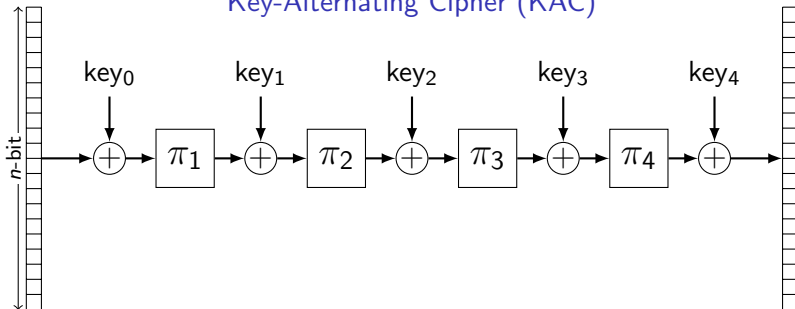 Key-Alternating Cipher (KAC)
key₀ key₁ key₂ key₃ key₄
n-bit
π₁ π₂ π₃ π₄